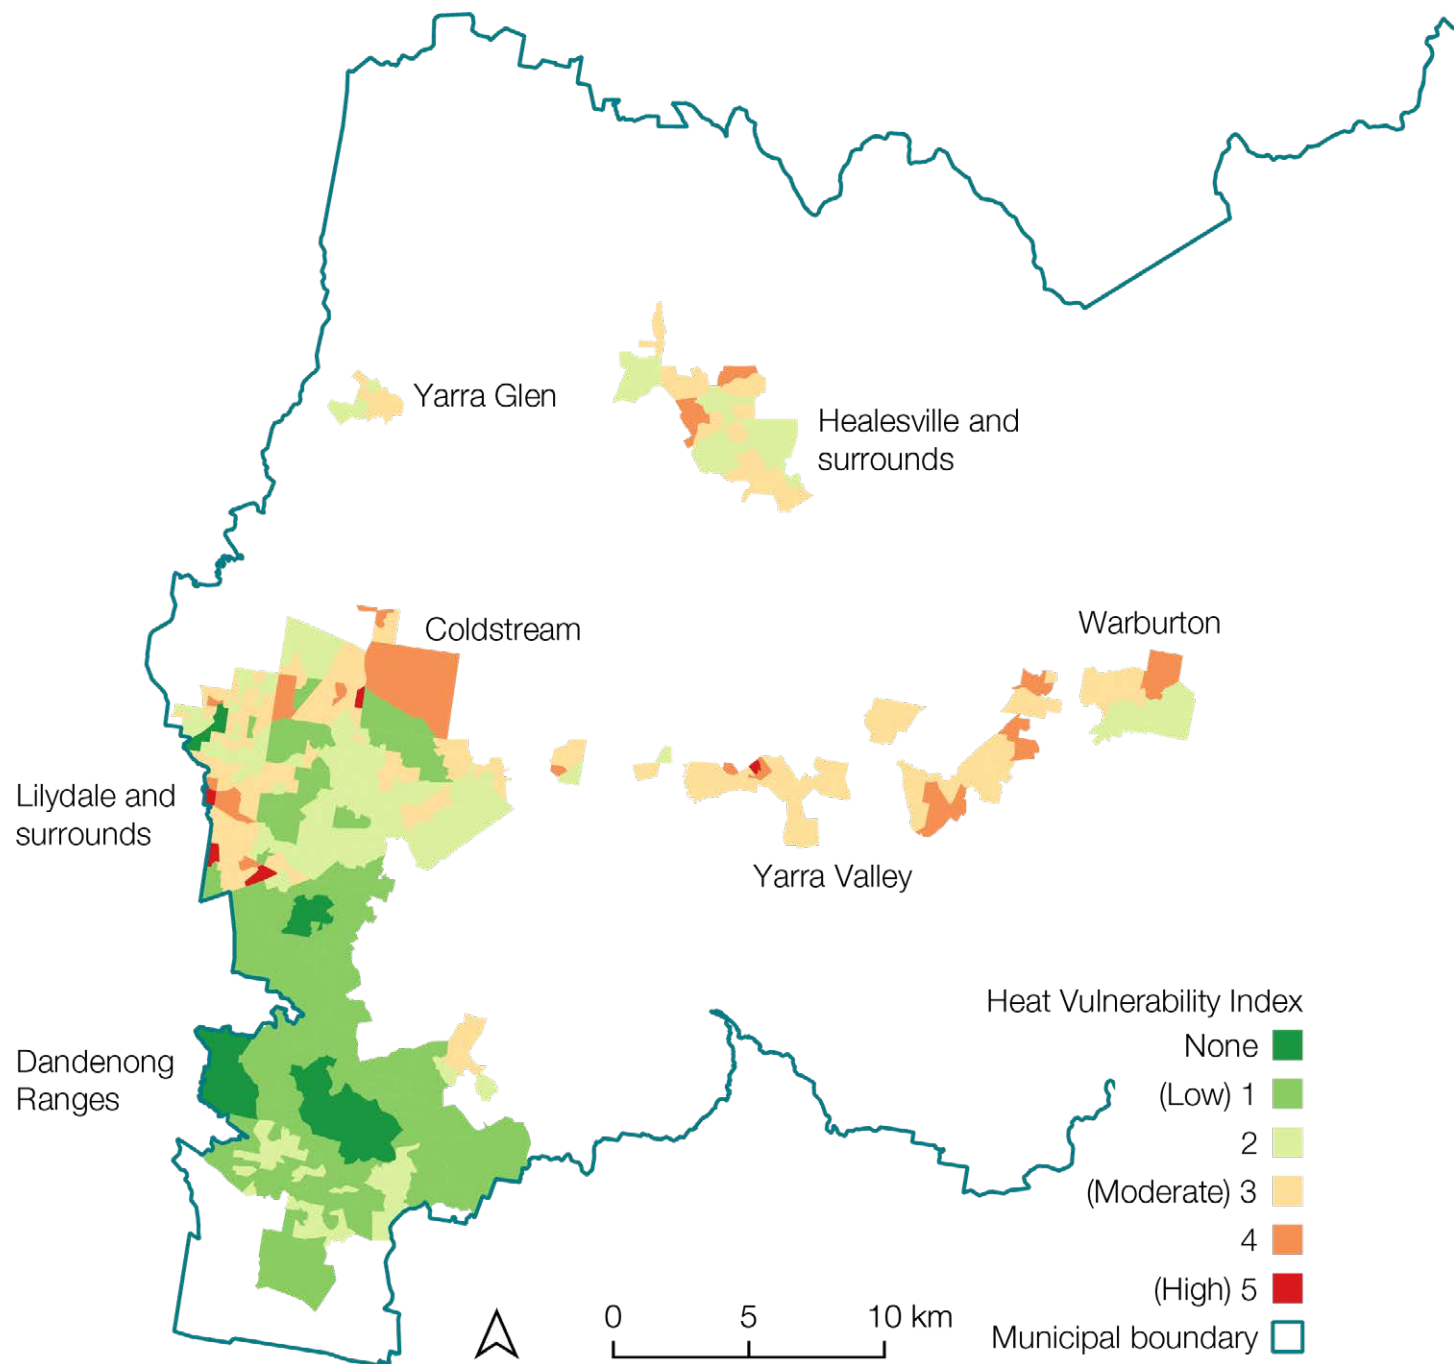 Yarra Glen
Healesville and
surrounds
Coldstream
Warburton
Lilydale and
surrounds
Yarra Valley
Dandenong
Ranges
Heat Vulnerability Index
None
(Low) 1
2
(Moderate) 3
4
(High) 5
Municipal boundary
0 5 10 km